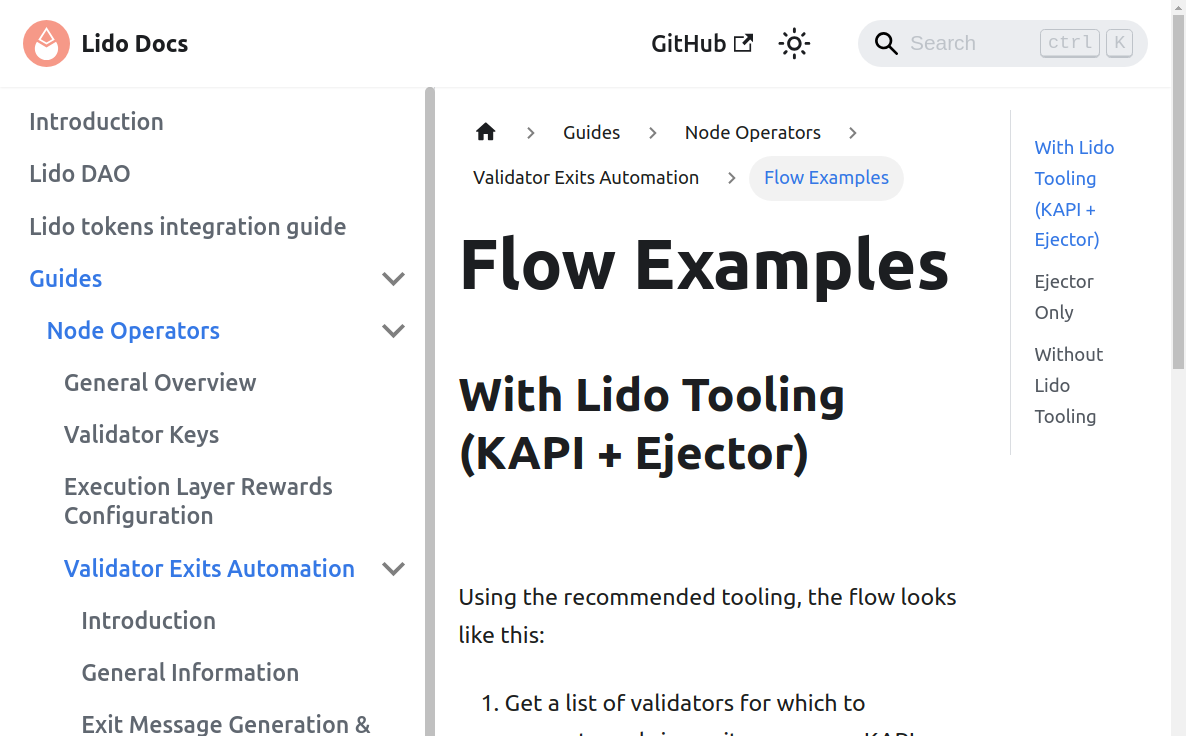 Lido Docs
GitHub
Search
ctrl K
Introduction
Lido DAO
Lido tokens integration guide
Guides
Node Operators
General Overview
Validator Keys
Execution Layer Rewards
Configuration
Validator Exits Automation
Introduction
General Information
Exit Message Generation &
Guides
Node Operators
Validator Exits Automation
Flow Examples
Flow Examples
With Lido Tooling
(KAPI + Ejector)
Using the recommended tooling, the flow looks
like this:
1. Get a list of validators for which to
With Lido
Tooling
(KAPI +
Ejector)
Ejector
Only
Without
Lido
Tooling